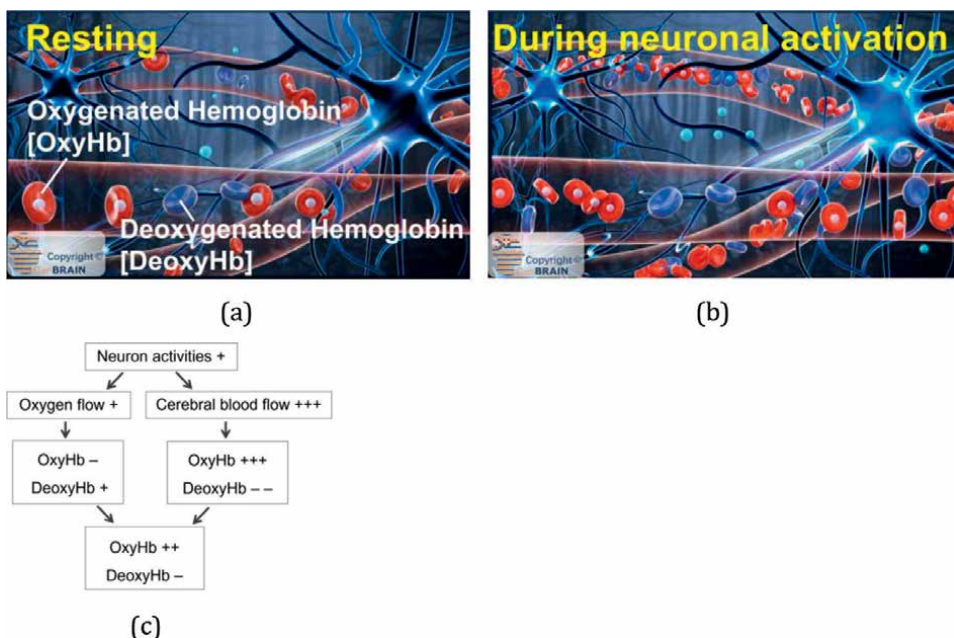 Resting
Oxygenated Hemoglobin
[OxyHb]
Deoxygenated Hemoglobin
[DeoxyHb]
Copyright ©
BRAIN
(a)
During neuronal activation
Copyright ©
BRAIN
(b)
Neuron activities +
Oxygen flow +
Cerebral blood flow +++
OxyHb –
DeoxyHb +
OxyHb +++
DeoxyHb – –
OxyHb ++
DeoxyHb –
(c)